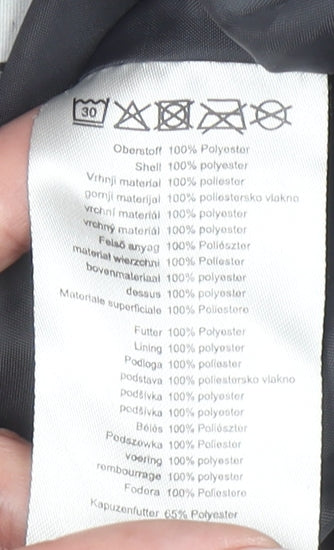 30
Oberstoff 100% Polyester
Shell 100% polyester
Vrhnji material 100% poliester
gornji materijal 100% poliestersko vlakno
vrchní materiál 100% polyester
vrchný materiál 100% polyester
Felső anyag 100% Poliészter
materiał wierzchni 100% Poliester
bovenmateriaal 100% polyester
dessus 100% polyester
Materiale superficiale 100% Poliestere
Futter 100% Polyester
Lining 100% polyester
Podloga 100% poliester
podstava 100% poliestersko vlakno
podšívka 100% polyester
podšívka 100% polyester
Bélés 100% Poliészter
Podszewka 100% Poliester
voering 100% polyester
rembourrage 100% polyester
Fodera 100% Poliestere
Kapuzenfutter 65% Polyester